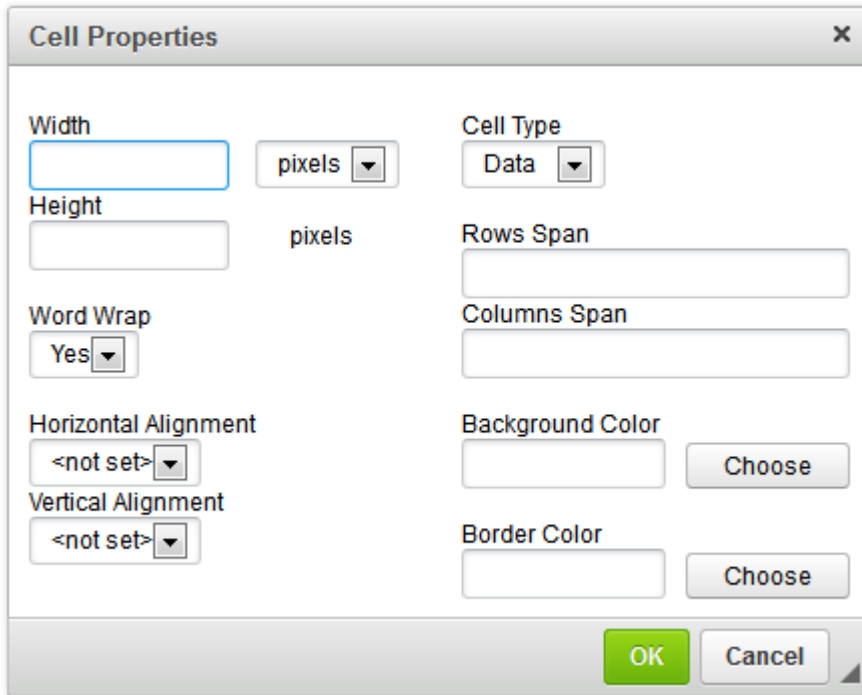 Cell Properties
Width
pixels
Height
pixels
Word Wrap
Yes
Horizontal Alignment
<not set>
Vertical Alignment
<not set>
Cell Type
Data
Rows Span
Columns Span
Background Color
Choose
Border Color
Choose
OK
Cancel